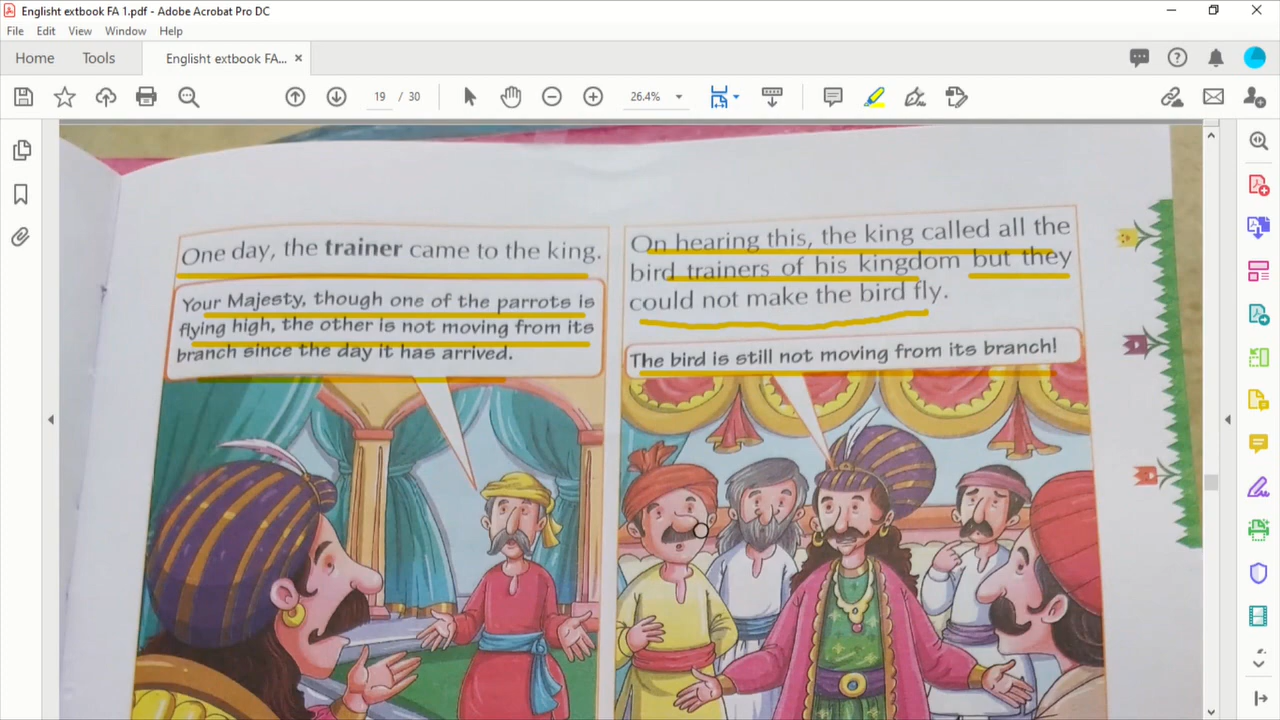 Englisht extbook FA 1.pdf - Adobe Acrobat Pro DC
File Edit View Window Help
Home Tools Englisht extbook FA... ×
19 / 30 26.4%
One day, the trainer came to the king.
Your Majesty, though one of the parrots is
flying high, the other is not moving from its
branch since the day it has arrived.
On hearing this, the king called all the
bird trainers of his kingdom but they
could not make the bird fly.
The bird is still not moving from its branch!